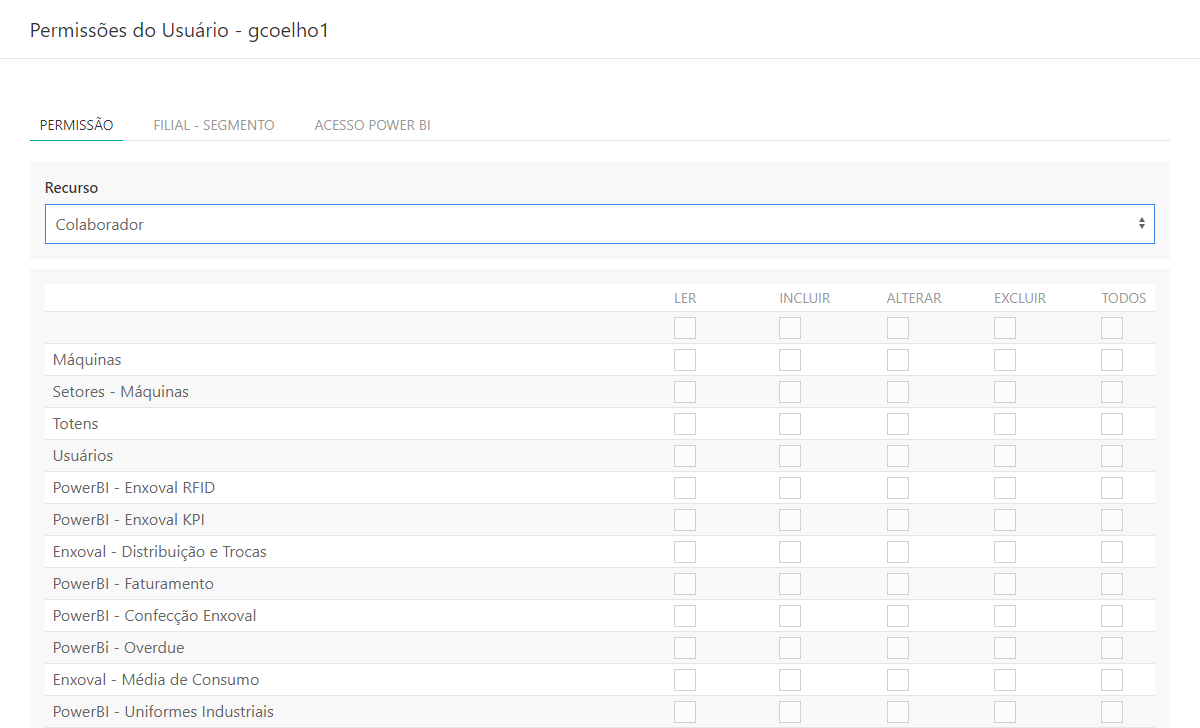 Permissões do Usuário - gcoelho1
PERMISSÃO FILIAL - SEGMENTO ACESSO POWER BI
Recurso
Colaborador
LER INCLUIR ALTERAR EXCLUIR TODOS
Máquinas
Setores - Máquinas
Totens
Usuários
PowerBI - Enxoval RFID
PowerBI - Enxoval KPI
Enxoval - Distribuição e Trocas
PowerBI - Faturamento
PowerBI - Confecção Enxoval
PowerBi - Overdue
Enxoval - Média de Consumo
PowerBI - Uniformes Industriais